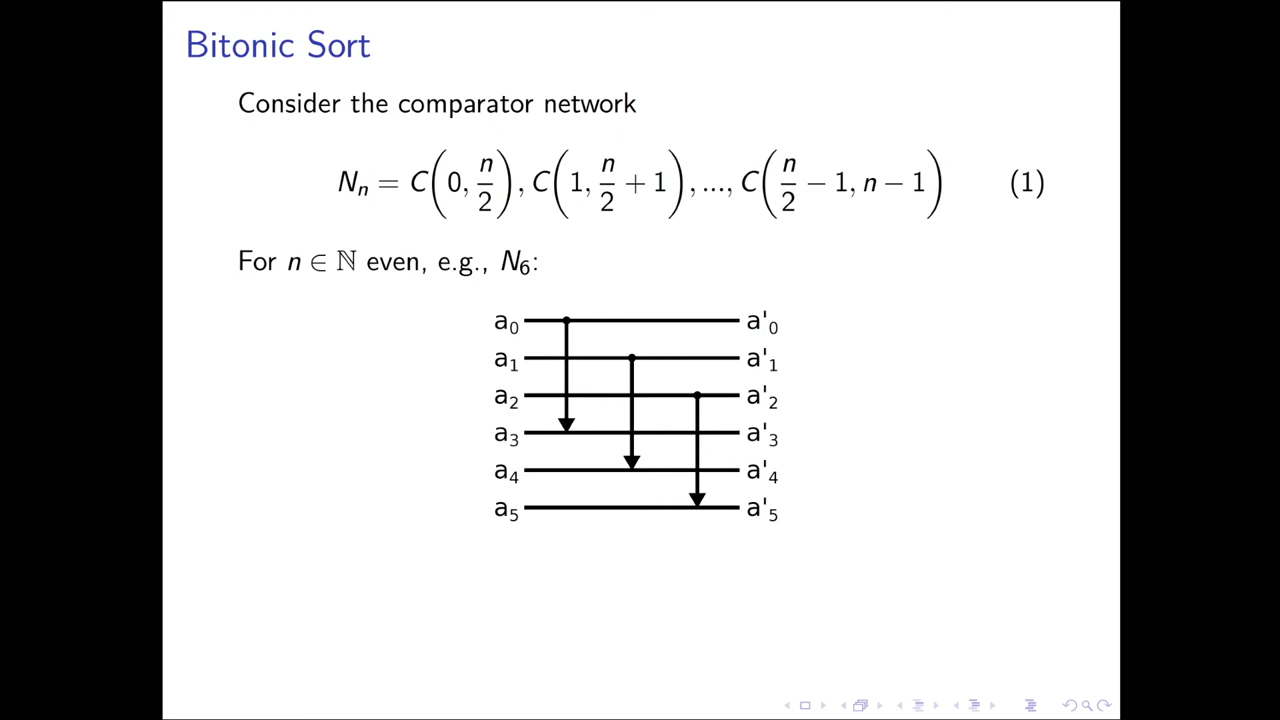 Bitonic Sort
Consider the comparator network
N_n = C(0, n/2), C(1, n/2 + 1), ..., C(n/2 − 1, n − 1) (1)
For n ∈ ℕ even, e.g., N_6:
a_0 a'_0
a_1 a'_1
a_2 a'_2
a_3 a'_3
a_4 a'_4
a_5 a'_5